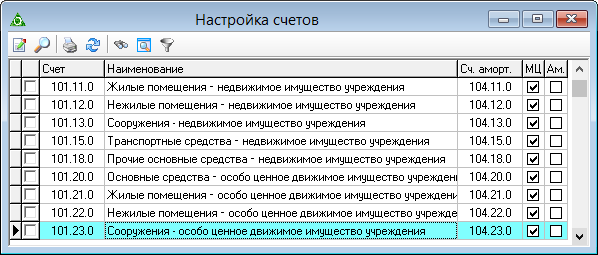 Настройка счетов
Счет Наименование Сч. аморт. МЦ Ам.
101.11.0 Жилые помещения - недвижимое имущество учреждения 104.11.0
101.12.0 Нежилые помещения - недвижимое имущество учреждения 104.12.0
101.13.0 Сооружения - недвижимое имущество учреждения 104.13.0
101.15.0 Транспортные средства - недвижимое имущество учреждения 104.15.0
101.18.0 Прочие основные средства - недвижимое имущество учреждения 104.18.0
101.20.0 Основные средства - особо ценное движимое имущество учрежден 104.20.0
101.21.0 Жилые помещения - особо ценное движимое имущество учреждени 104.21.0
101.22.0 Нежилые помещения - особо ценное движимое имущество учрежде 104.22.0
101.23.0 Сооружения - особо ценное движимое имущество учреждения 104.23.0